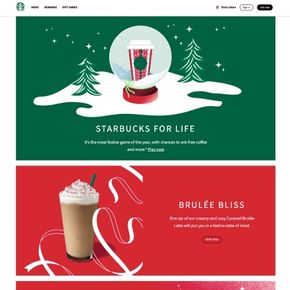 MENU REWARDS GIFT CARDS Find a Store Sign in Join now
STARBUCKS FOR LIFE
It's the most festive game of the year, with chances to win free coffee
and more.* Play now
BRULÉE BLISS
One sip of our creamy and cozy Caramel Brulée
Latte will put you in a festive state of mind.
Order Now